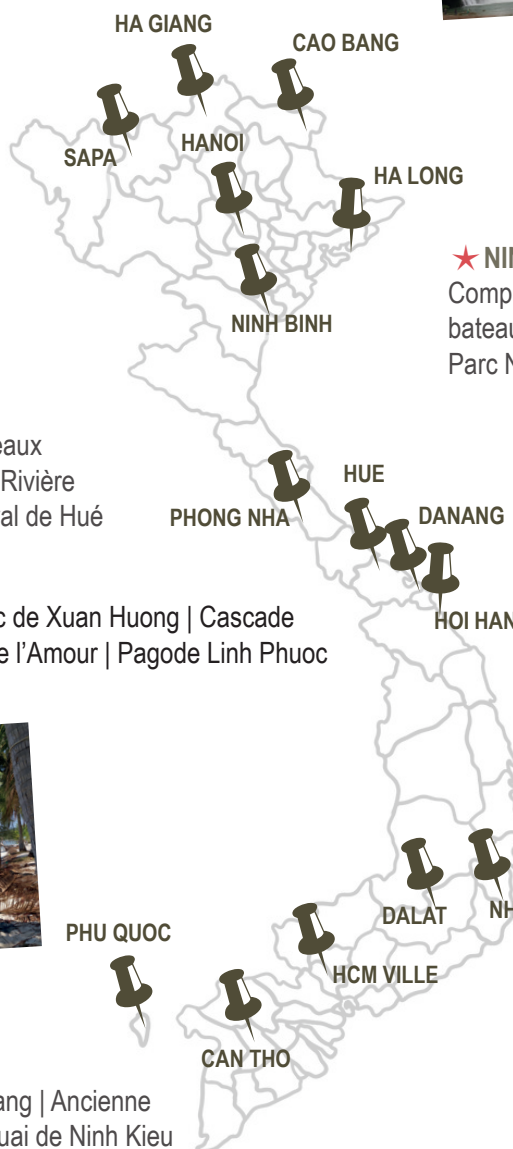 HA GIANG
CAO BANG
SAPA
HANOI
HA LONG
NINH BINH
★ NIN
Comp
bateau
Parc N
eaux
Rivière
al de Hué
PHONG NHA
HUE
DANANG
HOI HAN
c de Xuan Huong | Cascade
e l'Amour | Pagode Linh Phuoc
DALAT
NH
PHU QUOC
HCM VILLE
CAN THO
ang | Ancienne
uai de Ninh Kieu